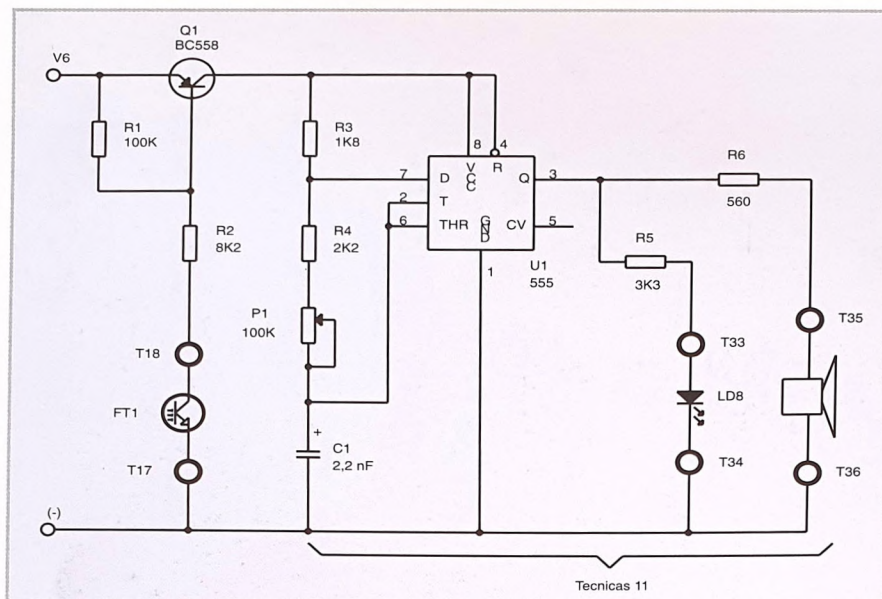 Q1
BC558
V6
R1
100K
R3
1K8
8
4
V
C
C
R
7
D
Q
3
R6
560
2
T
6
THR
G
N
D
CV
5
R2
8K2
R4
2K2
R5
3K3
1
U1
555
P1
100K
T35
T18
T33
FT1
LD8
+
C1
2,2 nF
T17
T34
T36
(-)
Tecnicas 11